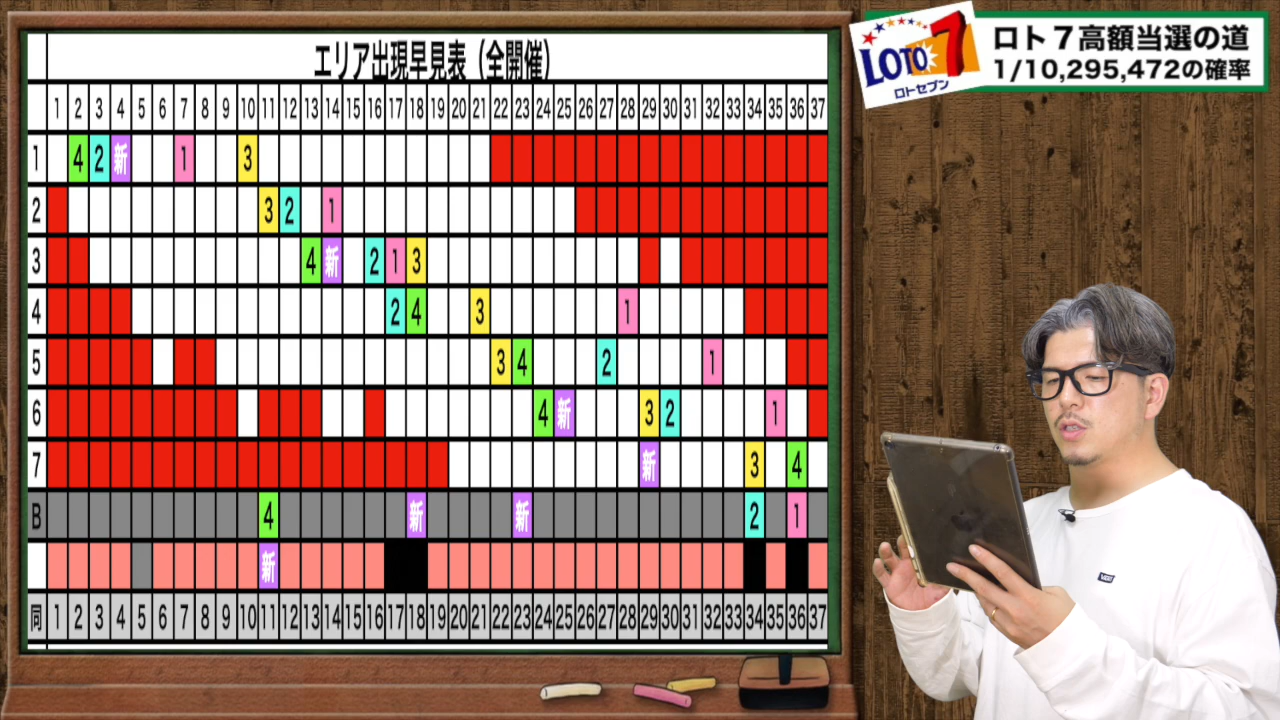 エリア出現早見表（全開催）
1 2 3 4 5 6 7 8 9 10 11 12 13 14 15 16 17 18 19 20 21 22 23 24 25 26 27 28 29 30 31 32 33 34 35 36 37
1 4 2 新 1 3
2 3 2 1
3 4 新 2 1 3
4 2 4 3 1
5 3 4 2 1
6 4 新 3 2 1
7 新 3 4
B 4 新 新 2 1
新
同 1 2 3 4 5 6 7 8 9 10 11 12 13 14 15 16 17 18 19 20 21 22 23 24 25 26 27 28 29 30 31 32 33 34 35 36 37
LOTO 7
ロトセブン
ロト７高額当選の道
1/10,295,472の確率